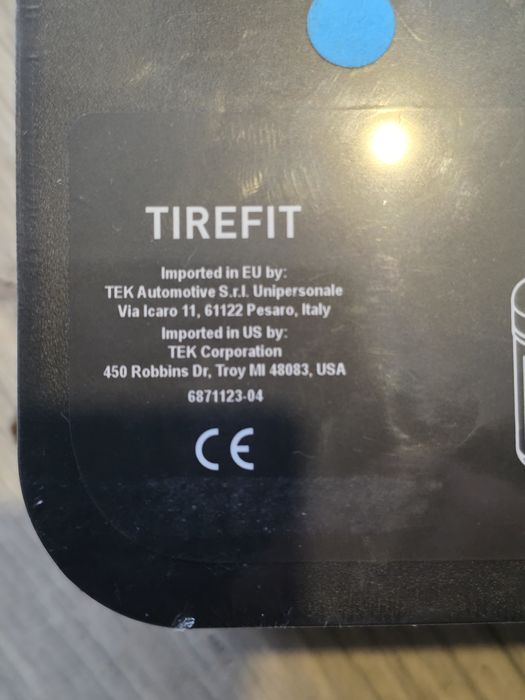 TIREFIT
Imported in EU by:
TEK Automotive S.r.l. Unipersonale
Via Icaro 11, 61122 Pesaro, Italy
Imported in US by:
TEK Corporation
450 Robbins Dr, Troy MI 48083, USA
6871123-04
CE